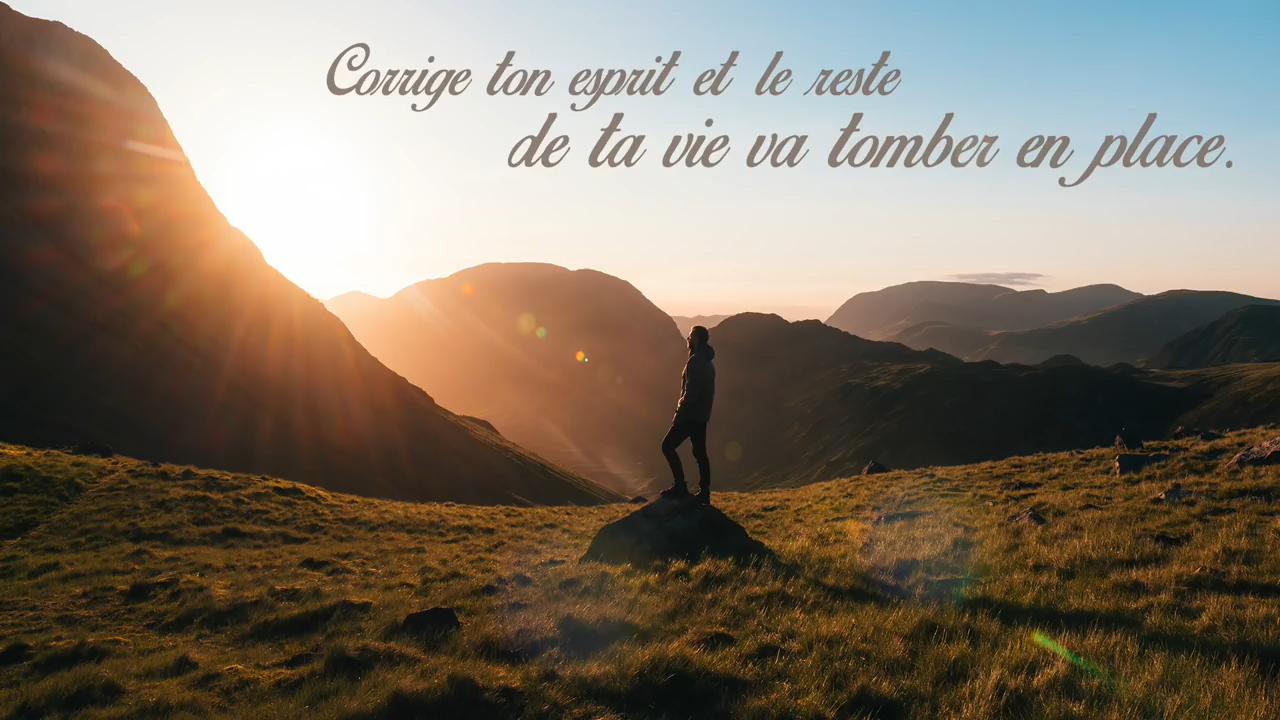 Corrige ton esprit et le reste
de ta vie va tomber en place.